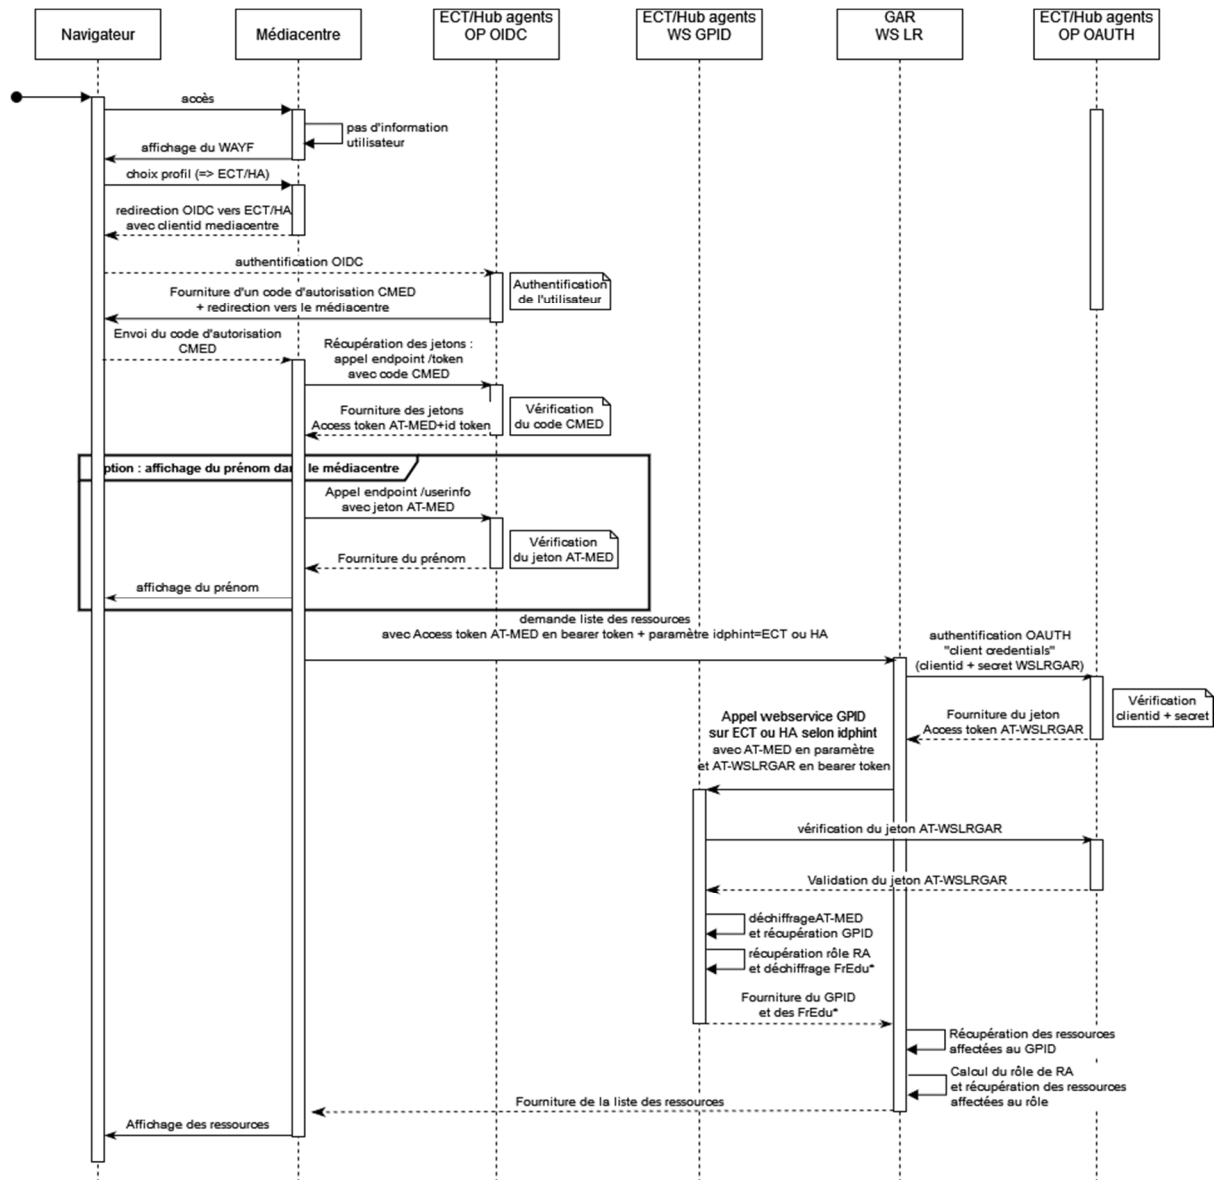 Navigateur
Médiacentre
ECT/Hub agents
OP OIDC
ECT/Hub agents
WS GPID
GAR
WS LR
ECT/Hub agents
OP OAUTH
accès
pas d'information
utilisateur
affichage du WAYF
choix profil (=> ECT/HA)
redirection OIDC vers ECT/HA
avec clientid mediacentre
authentification OIDC
Authentification
de l'utilisateur
Fourniture d'un code d'autorisation CMED
+ redirection vers le médiacentre
Envoi du code d'autorisation
CMED
Récupération des jetons :
appel endpoint /token
avec code CMED
Vérification
du code CMED
Fourniture des jetons
Access token AT-MED+id token
ption : affichage du prénom da le médiacentre
Appel endpoint /userinfo
avec jeton AT-MED
Vérification
du jeton AT-MED
Fourniture du prénom
affichage du prénom
demande liste des ressources
avec Access token AT-MED en bearer token + paramètre idphint=ECT ou HA
authentification OAUTH
"client credentials"
(clientid + secret WSLRGAR)
Vérification
clientid + secret
Fourniture du jeton
Access token AT-WSLRGAR
Appel webservice GPID
sur ECT ou HA selon idphint
avec AT-MED en paramètre
et AT-WSLRGAR en bearer token
vérification du jeton AT-WSLRGAR
Validation du jeton AT-WSLRGAR
déchiffrageAT-MED
et récupération GPID
récupération rôle RA
et déchiffrage FrEdu*
Fourniture du GPID
et des FrEdu*
Récupération des ressources
affectées au GPID
Calcul du rôle de RA
et récupération des ressources
affectées au rôle
Fourniture de la liste des ressources
Affichage des ressources